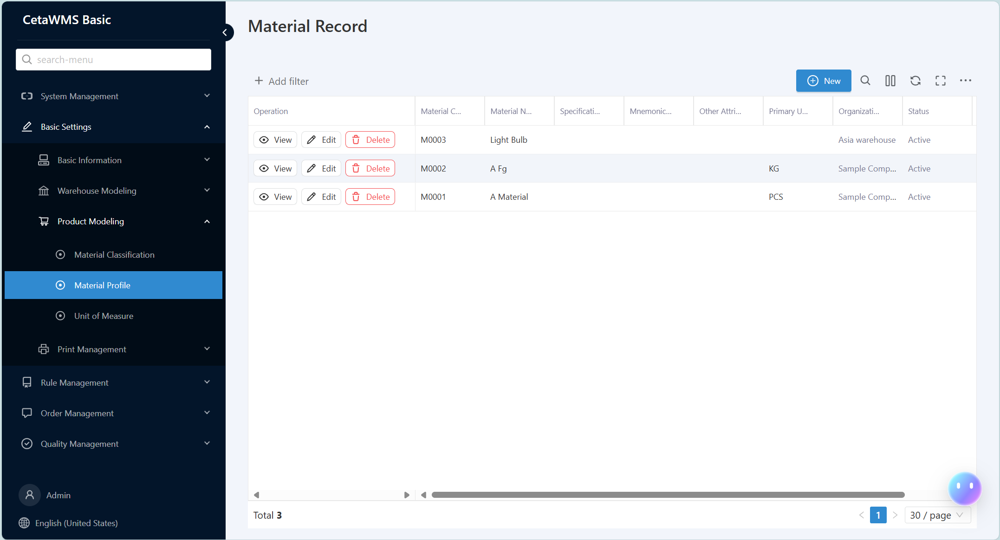 CetaWMS Basic
search-menu
System Management
Basic Settings
Basic Information
Warehouse Modeling
Product Modeling
Material Classification
Material Profile
Unit of Measure
Print Management
Rule Management
Order Management
Quality Management
Admin
English (United States)
Material Record
Add filter
New
Operation Material C... Material N... Specificati... Mnemonic... Other Attri... Primary U... Organizati... Status
View Edit Delete M0003 Light Bulb Asia warehouse Active
View Edit Delete M0002 A Fg KG Sample Comp... Active
View Edit Delete M0001 A Material PCS Sample Comp... Active
Total 3
1 30 / page